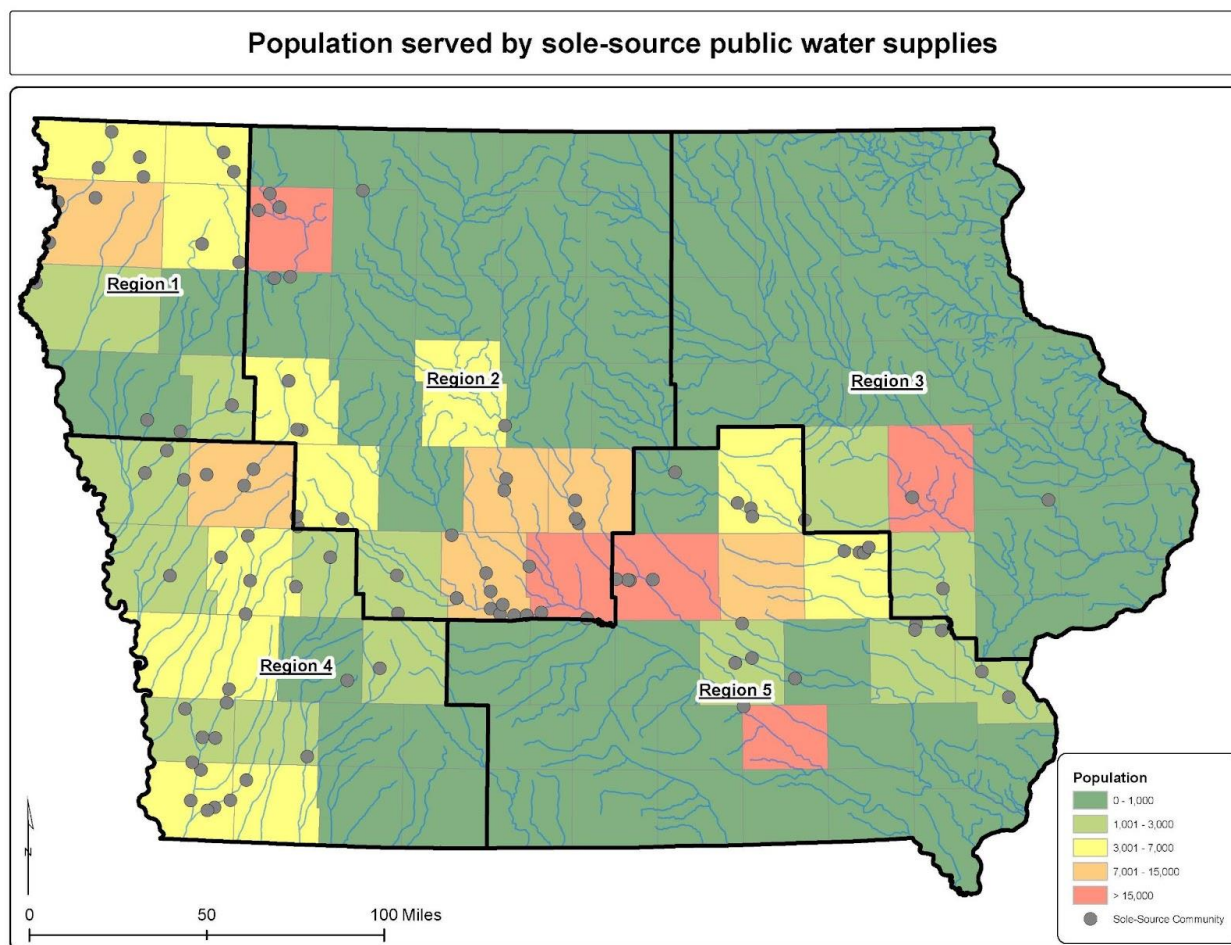 Population served by sole-source public water supplies
Region 1
Region 2
Region 3
Region 4
Region 5
Population
0 - 1,000
1,001 - 3,000
3,001 - 7,000
7,001 - 15,000
> 15,000
Sole-Source Community
N
0 50 100 Miles